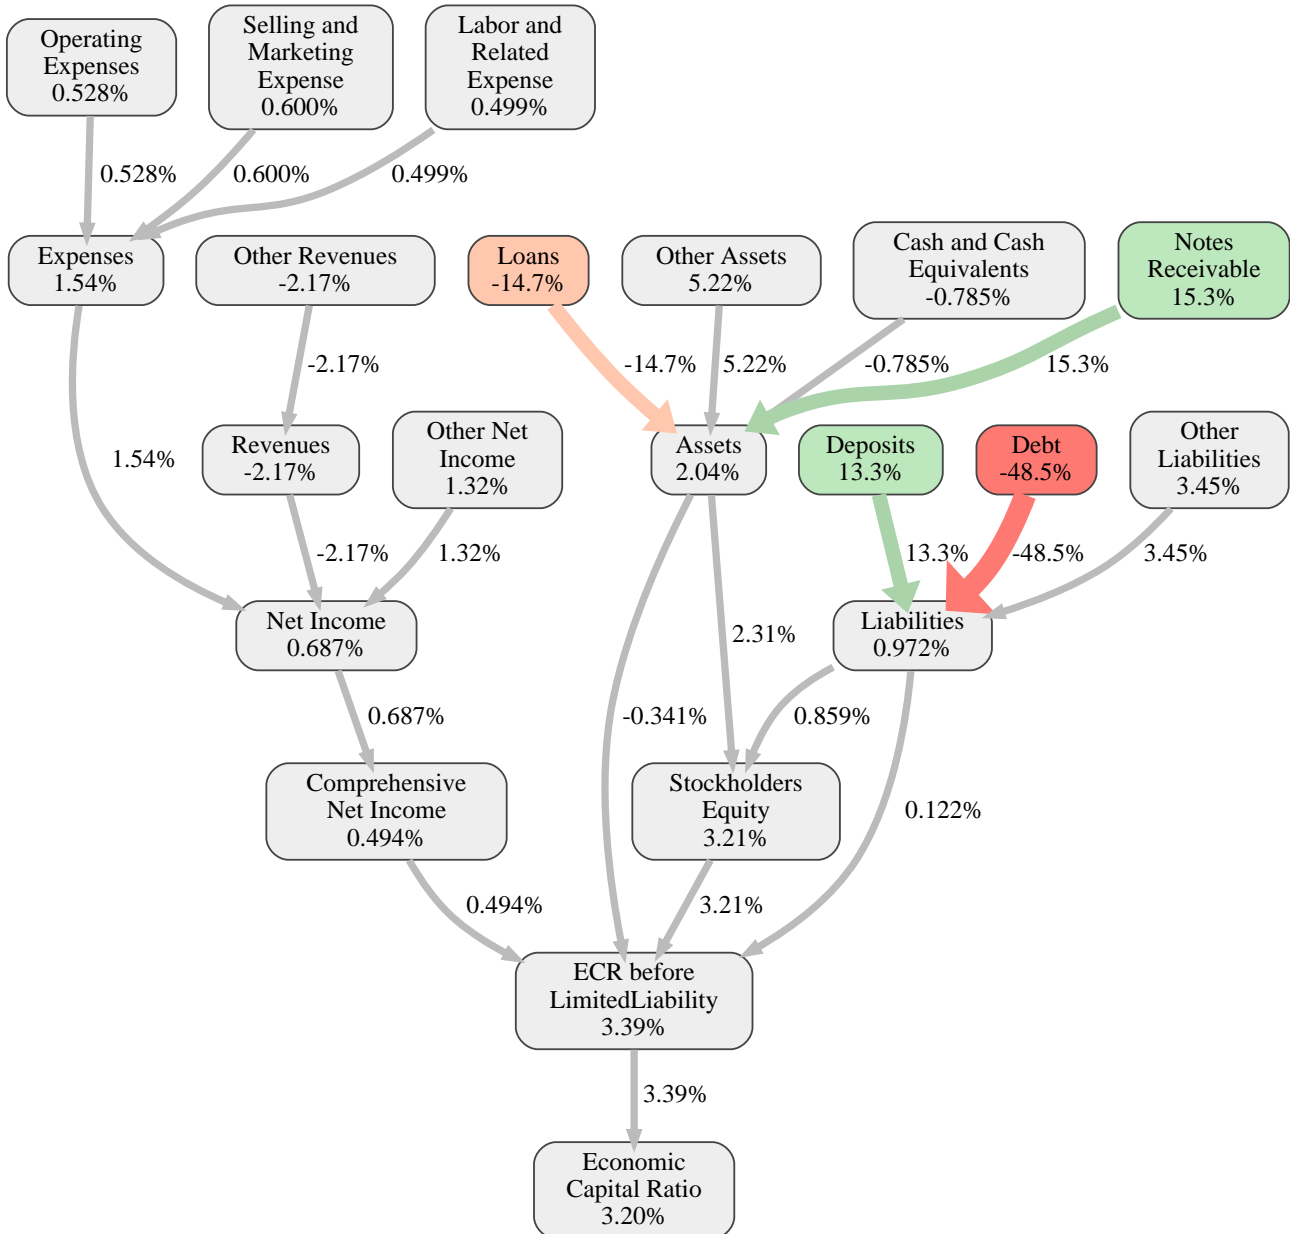 Operating
Expenses
0.528%
Selling and
Marketing
Expense
0.600%
Labor and
Related
Expense
0.499%
0.528%
0.600%
0.499%
Expenses
1.54%
Other Revenues
-2.17%
Loans
-14.7%
Other Assets
5.22%
Cash and Cash
Equivalents
-0.785%
Notes
Receivable
15.3%
-2.17%
-14.7%
5.22%
-0.785%
15.3%
1.54%
Revenues
-2.17%
Other Net
Income
1.32%
Assets
2.04%
Deposits
13.3%
Debt
-48.5%
Other
Liabilities
3.45%
-2.17%
1.32%
13.3%
-48.5%
3.45%
Net Income
0.687%
2.31%
Liabilities
0.972%
0.687%
-0.341%
0.859%
Comprehensive
Net Income
0.494%
Stockholders
Equity
3.21%
0.122%
0.494%
3.21%
ECR before
LimitedLiability
3.39%
3.39%
Economic
Capital Ratio
3.20%